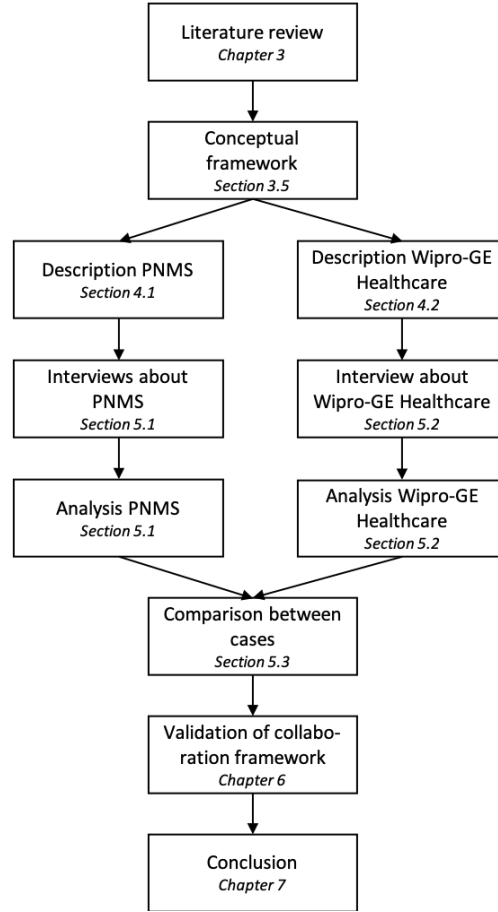 Literature review
Chapter 3
Conceptual
framework
Section 3.5
Description PNMS
Section 4.1
Description Wipro-GE
Healthcare
Section 4.2
Interviews about
PNMS
Section 5.1
Interview about
Wipro-GE Healthcare
Section 5.2
Analysis PNMS
Section 5.1
Analysis Wipro-GE
Healthcare
Section 5.2
Comparison between
cases
Section 5.3
Validation of collabo-
ration framework
Chapter 6
Conclusion
Chapter 7